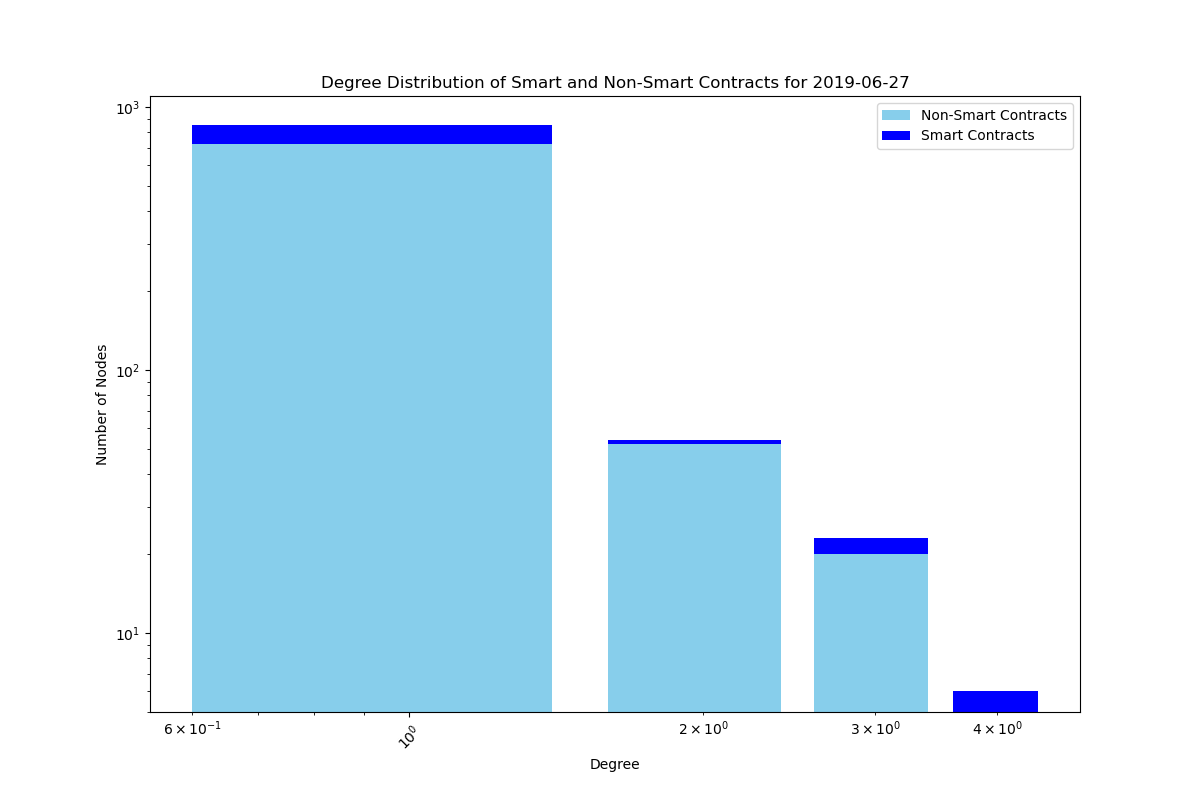 Degree Distribution of Smart and Non-Smart Contracts for 2019-06-27
Non-Smart Contracts
Smart Contracts
Number of Nodes
10³
10²
10¹
6 × 10⁻¹
10⁰
2 × 10⁰
3 × 10⁰
4 × 10⁰
Degree